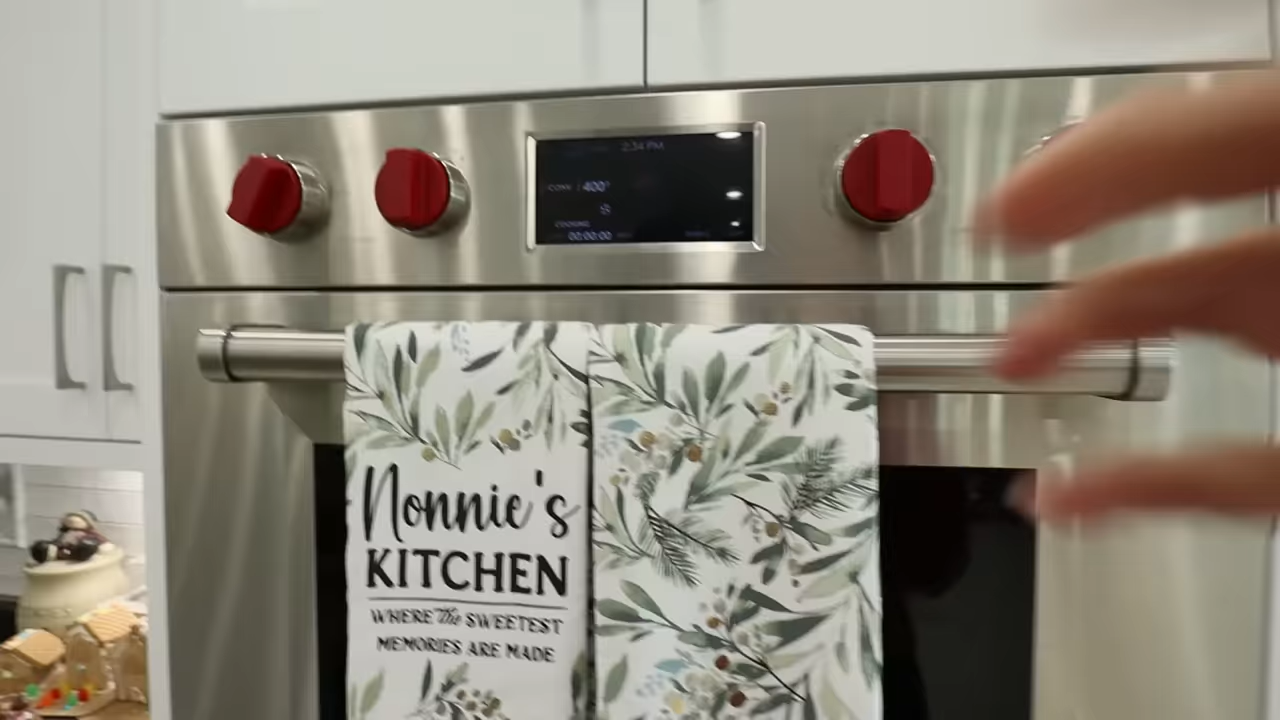 2:34 PM
CONV / 400°
COOKING
00:00:00
Nonnie's
KITCHEN
WHERE the SWEETEST
MEMORIES ARE MADE